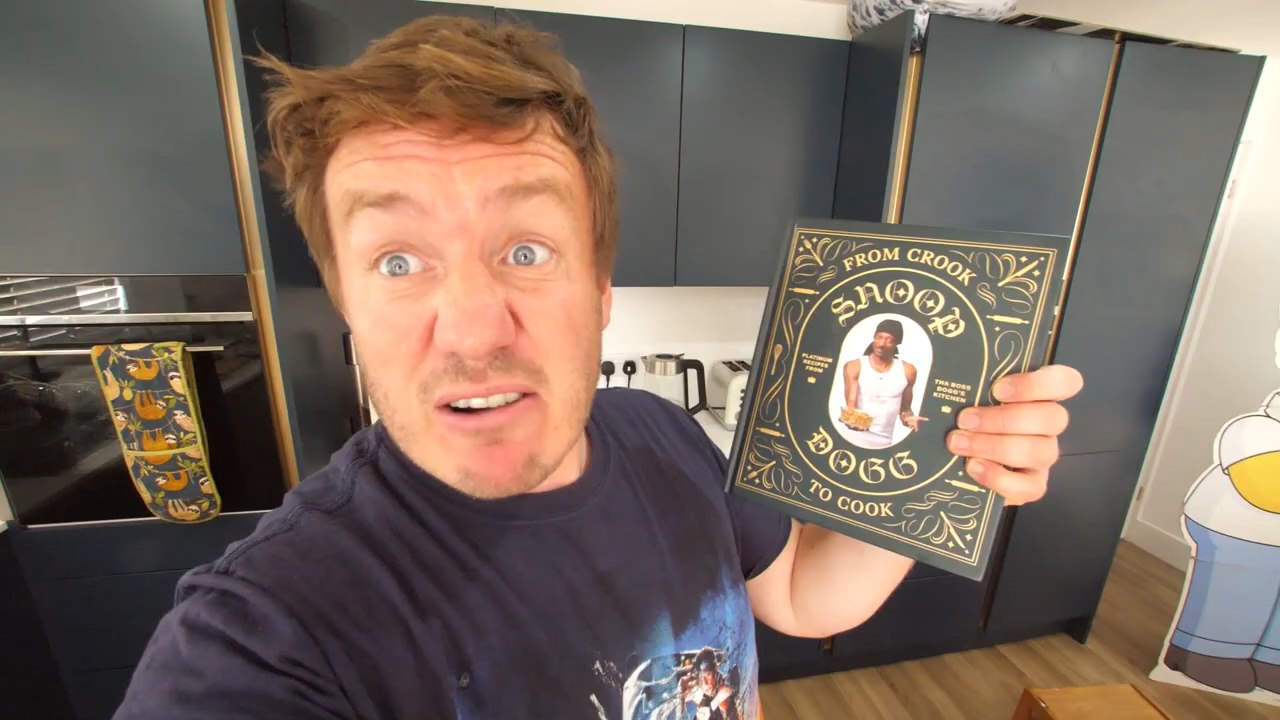 FROM CROOK
SNOOP
PLATINUM
RECIPES
FROM
THA BOSS
DOGG'S
KITCHEN
DOGG
TO COOK